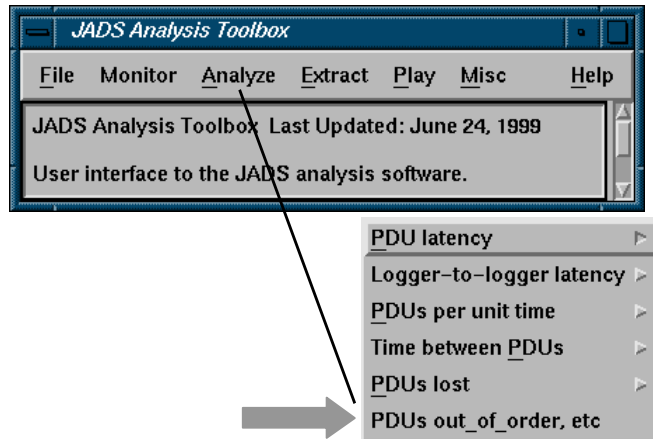 JADS Analysis Toolbox
File Monitor Analyze Extract Play Misc Help
JADS Analysis Toolbox Last Updated: June 24, 1999
User interface to the JADS analysis software.
PDU latency
Logger-to-logger latency
PDUs per unit time
Time between PDUs
PDUs lost
PDUs out_of_order, etc